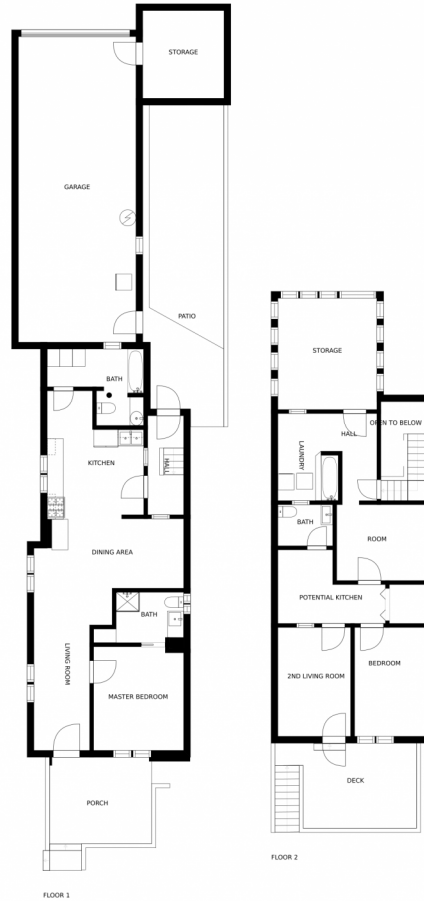 STORAGE
GARAGE
PATIO
BATH
KITCHEN
HALL
DINING AREA
BATH
LIVING ROOM
MASTER BEDROOM
PORCH
FLOOR 1
STORAGE
OPEN TO BELOW
HALL
LAUNDRY
BATH
ROOM
POTENTIAL KITCHEN
BEDROOM
2ND LIVING ROOM
DECK
FLOOR 2